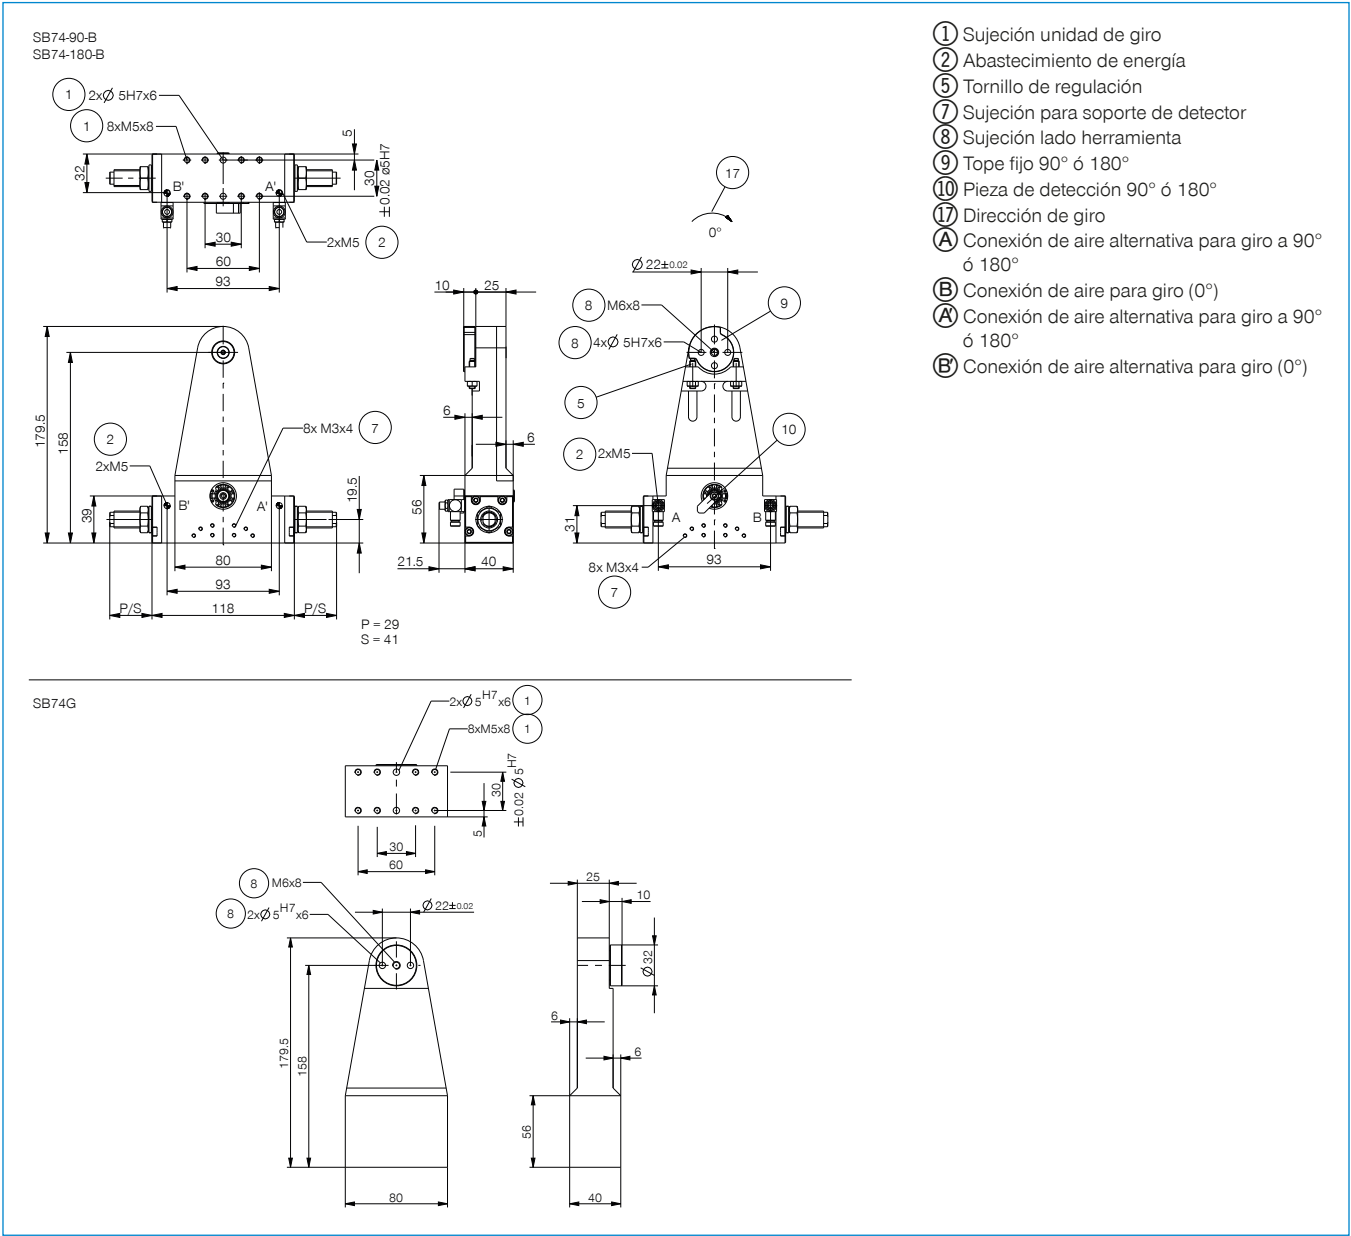 SB74-90-B
SB74-180-B
1 2xØ 5H7x6
1 8xM5x8
5
32
30
±0.02 ø5H7
B' A'
30
2xM5 2
60
93
17
0°
Ø 22±0.02
10 25
8 M6x8 9
8 4xØ 5H7x6
5
6
6
179.5
158
2
2xM5
8x M3x4 7
10
2 2xM5
19.5
39
B' A'
56
31
A B
80
93
P/S 118 P/S
21.5 40
8x M3x4
7
93
P = 29
S = 41
SB74G
2xØ 5 H7 x6 1
8xM5x8 1
30
±0.02 Ø 5 H7
5
30
60
8 M6x8
8 2xØ 5 H7 x6
Ø 22±0.02
25
10
Ø 32
179.5
158
6
6
56
80
40
1 Sujeción unidad de giro
2 Abastecimiento de energía
5 Tornillo de regulación
7 Sujeción para soporte de detector
8 Sujeción lado herramienta
9 Tope fijo 90° ó 180°
10 Pieza de detección 90° ó 180°
17 Dirección de giro
A Conexión de aire alternativa para giro a 90°
ó 180°
B Conexión de aire para giro (0°)
A' Conexión de aire alternativa para giro a 90°
ó 180°
B' Conexión de aire alternativa para giro (0°)